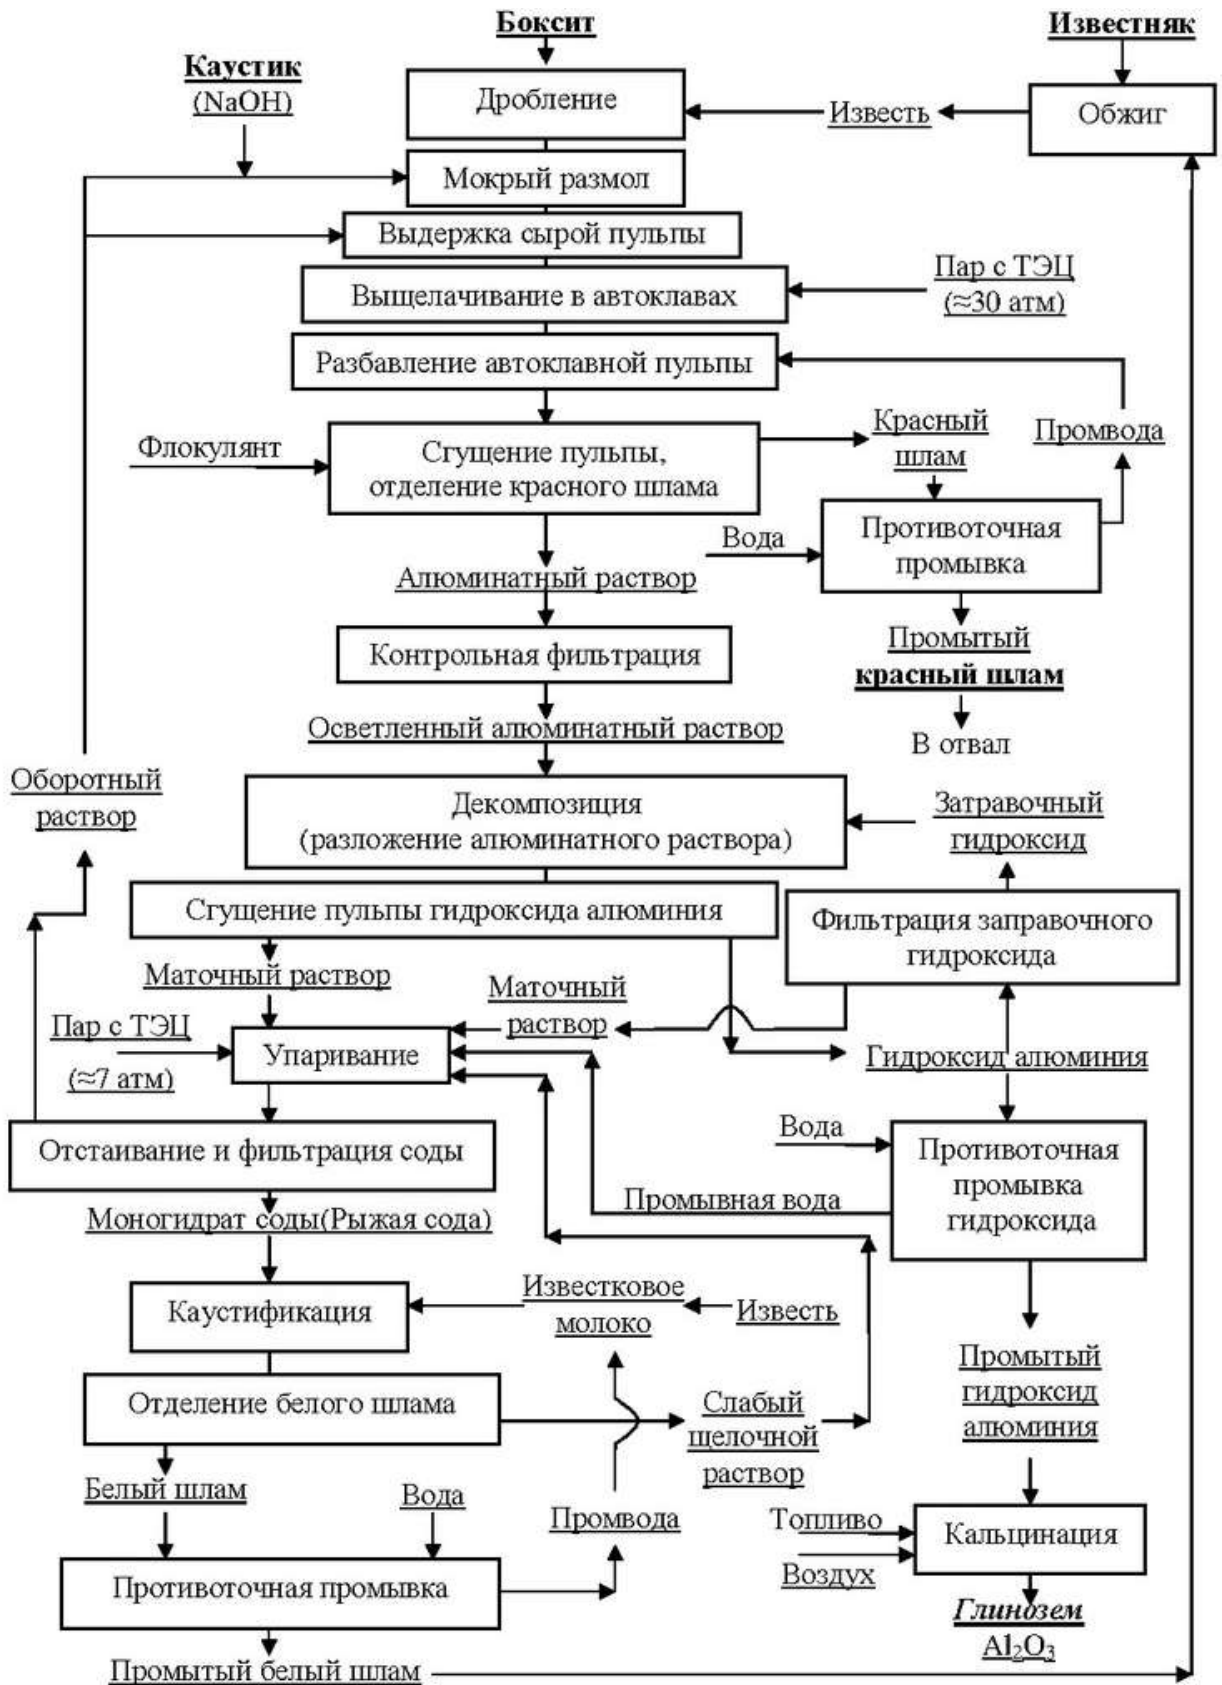 Боксит
Известняк
Каустик
(NaOH)
Дробление
Известь
Обжиг
Мокрый размол
Выдержка сырой пульпы
Выщелачивание в автоклавах
Пар с ТЭЦ
(≈30 атм)
Разбавление автоклавной пульпы
Флокулянт
Сгущение пульпы,
отделение красного шлама
Красный
шлам
Промвода
Вода
Противоточная
промывка
Алюминатный раствор
Промытый
красный шлам
Контрольная фильтрация
В отвал
Осветленный алюминатный раствор
Оборотный
раствор
Декомпозиция
(разложение алюминатного раствора)
Затравочный
гидроксид
Сгущение пульпы гидроксида алюминия
Фильтрация заправочного
гидроксида
Маточный раствор
Маточный
раствор
Пар с ТЭЦ
(≈7 атм)
Упаривание
Гидроксид алюминия
Отстаивание и фильтрация соды
Вода
Противоточная
промывка
гидроксида
Промывная вода
Моногидрат соды(Рыжая сода)
Каустификация
Известковое
молоко
Известь
Промытый
гидроксид
алюминия
Отделение белого шлама
Слабый
щелочной
раствор
Белый шлам
Вода
Промвода
Топливо
Воздух
Кальцинация
Противоточная промывка
Глинозем
Al₂O₃
Промытый белый шлам